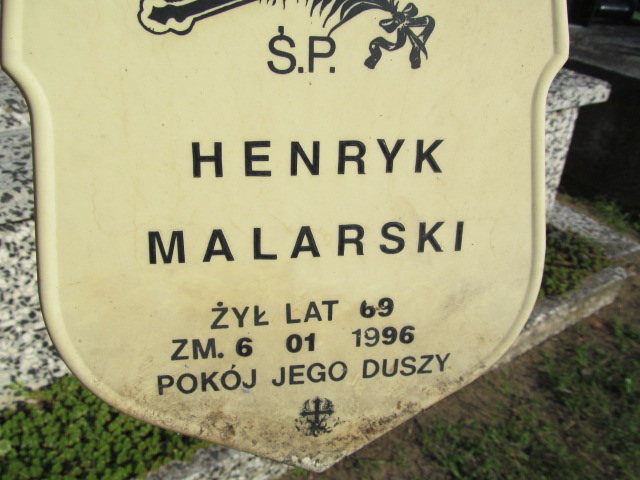 Ś.P.
HENRYK
MALARSKI
ŻYŁ LAT 69
ZM. 6 01 1996
POKÓJ JEGO DUSZY